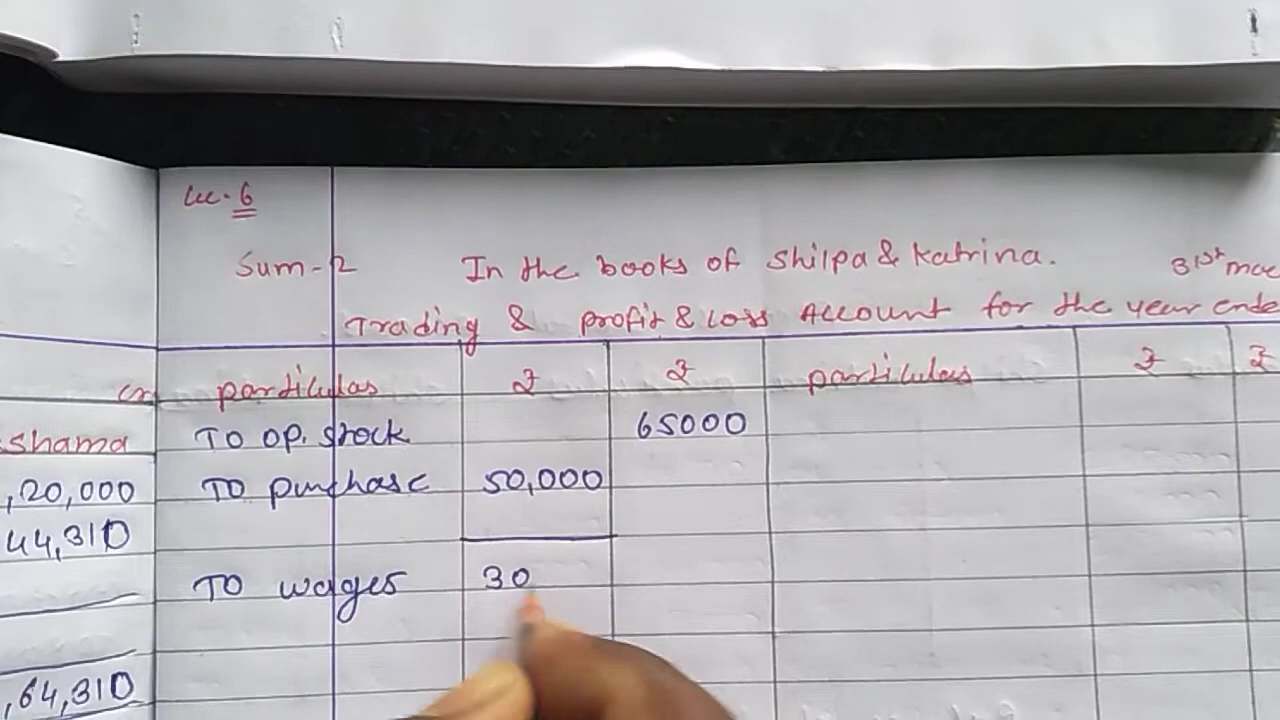 Lec-6
Sum-2 In the books of Shilpa & Katrina. 31st mar
Trading & profit & Loss Account for the year ende
particulas ₹ ₹ particulas ₹ ₹
shama To op. stock 65000
,20,000 To purchase 50,000
44,310
To wages 30
,64,310